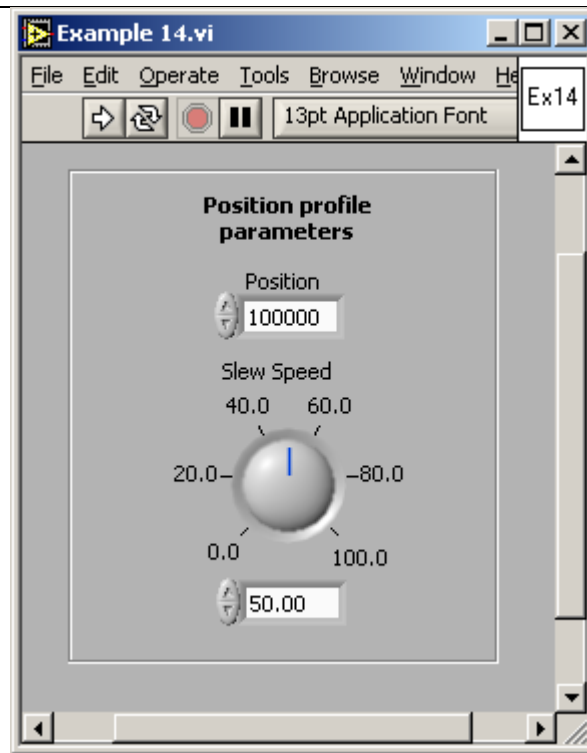 Example 14.vi
File Edit Operate Tools Browse Window He
13pt Application Font
Ex14
Position profile
parameters
Position
100000
Slew Speed
40.0 60.0
20.0 80.0
0.0 100.0
50.00